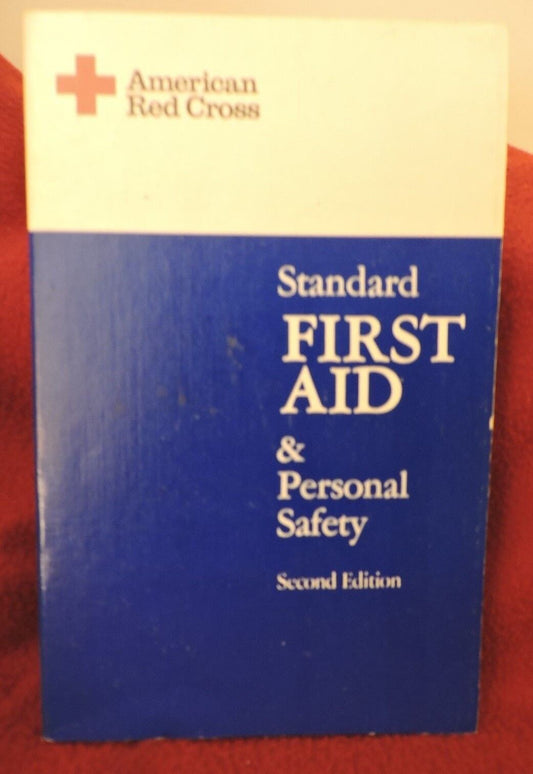 American
Red Cross
Standard
FIRST
AID
&
Personal
Safety
Second Edition